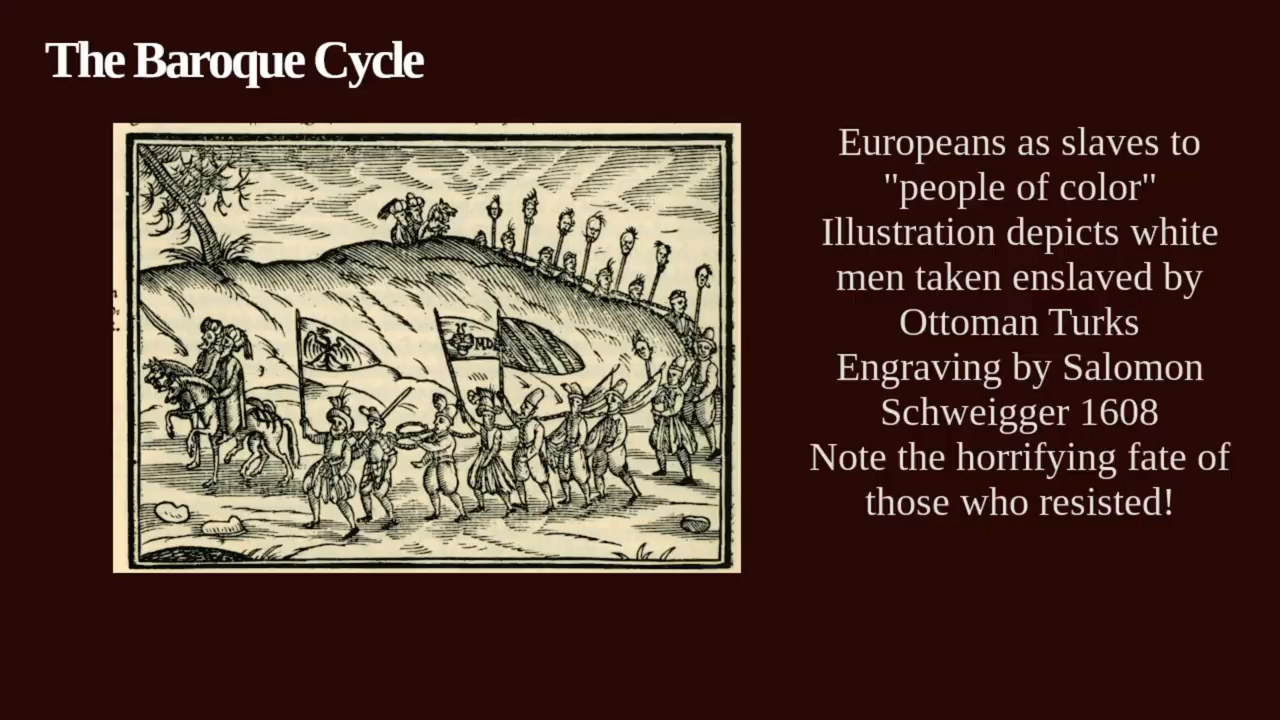 The Baroque Cycle
Europeans as slaves to
"people of color"
Illustration depicts white
men taken enslaved by
Ottoman Turks
Engraving by Salomon
Schweigger 1608
Note the horrifying fate of
those who resisted!
MD